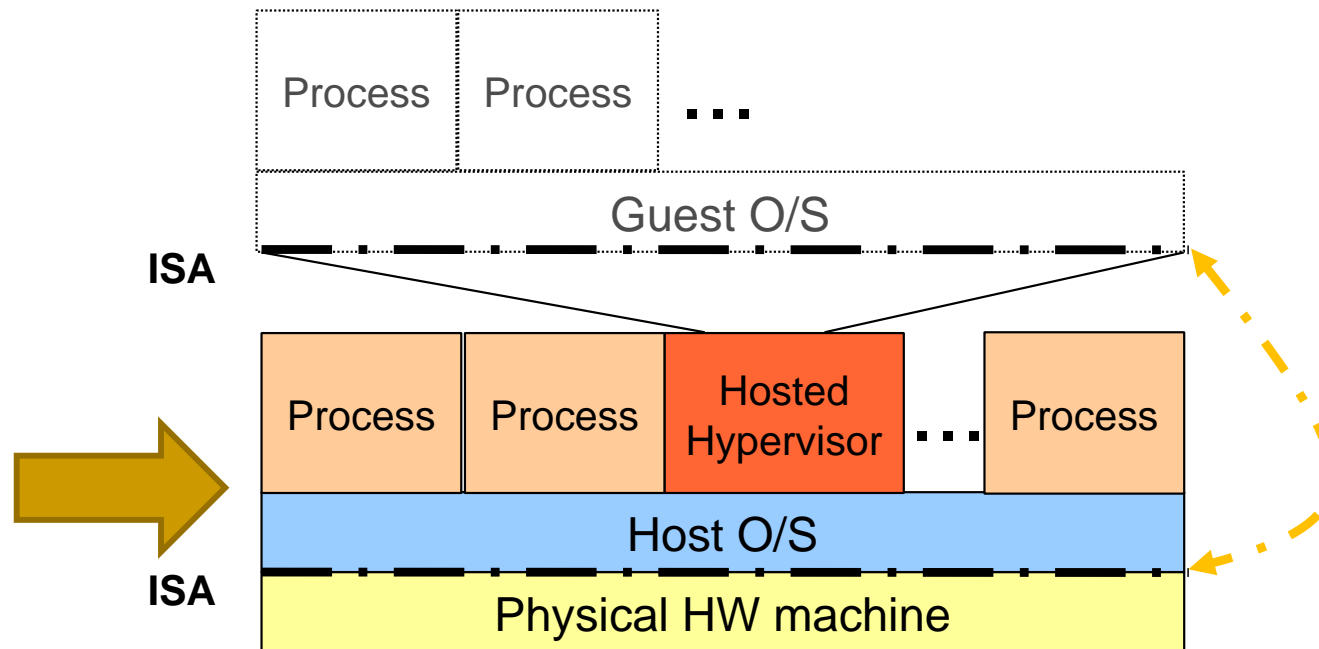 Process Process ...
Guest O/S
ISA
Process Process Hosted Hypervisor .... Process
Host O/S
ISA
Physical HW machine